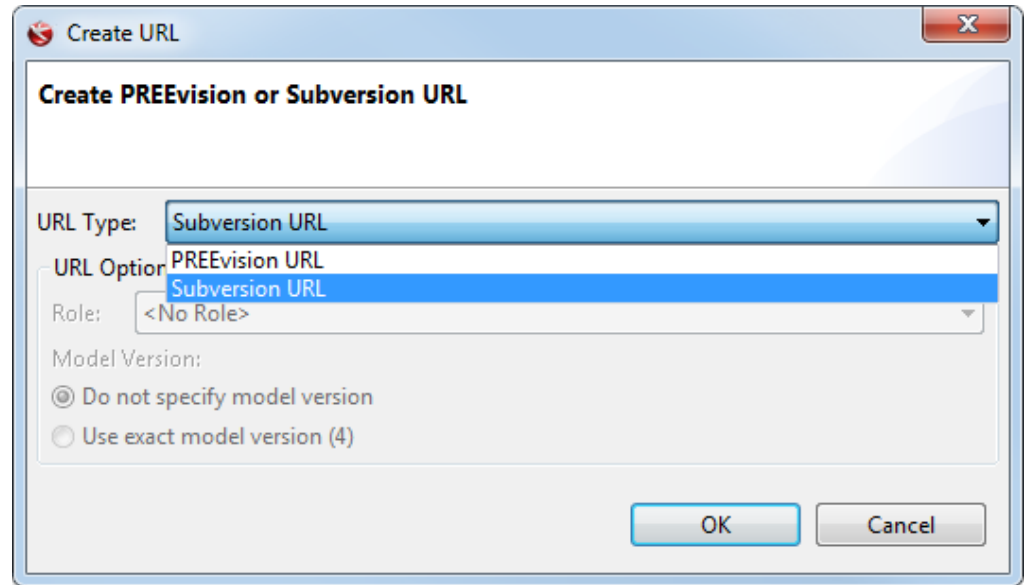 Create URL
Create PREEvision or Subversion URL
URL Type: Subversion URL
PREEvision URL
URL Option
Subversion URL
Role: <No Role>
Model Version:
Do not specify model version
Use exact model version (4)
OK Cancel